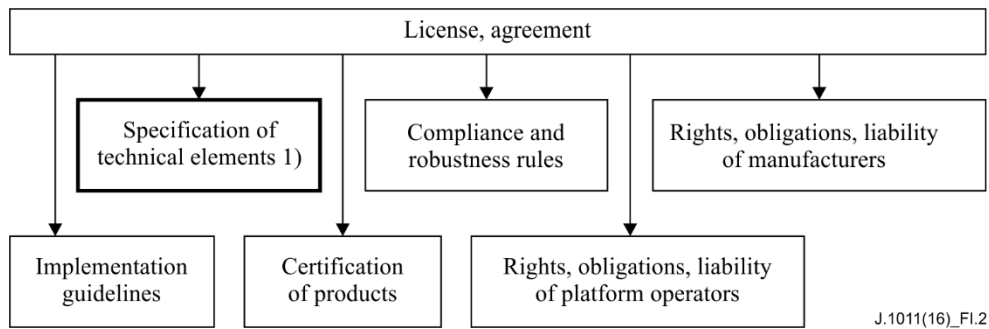 License, agreement
Specification of
technical elements 1)
Compliance and
robustness rules
Rights, obligations, liability
of manufacturers
Implementation
guidelines
Certification
of products
Rights, obligations, liability
of platform operators
J.1011(16)_FI.2